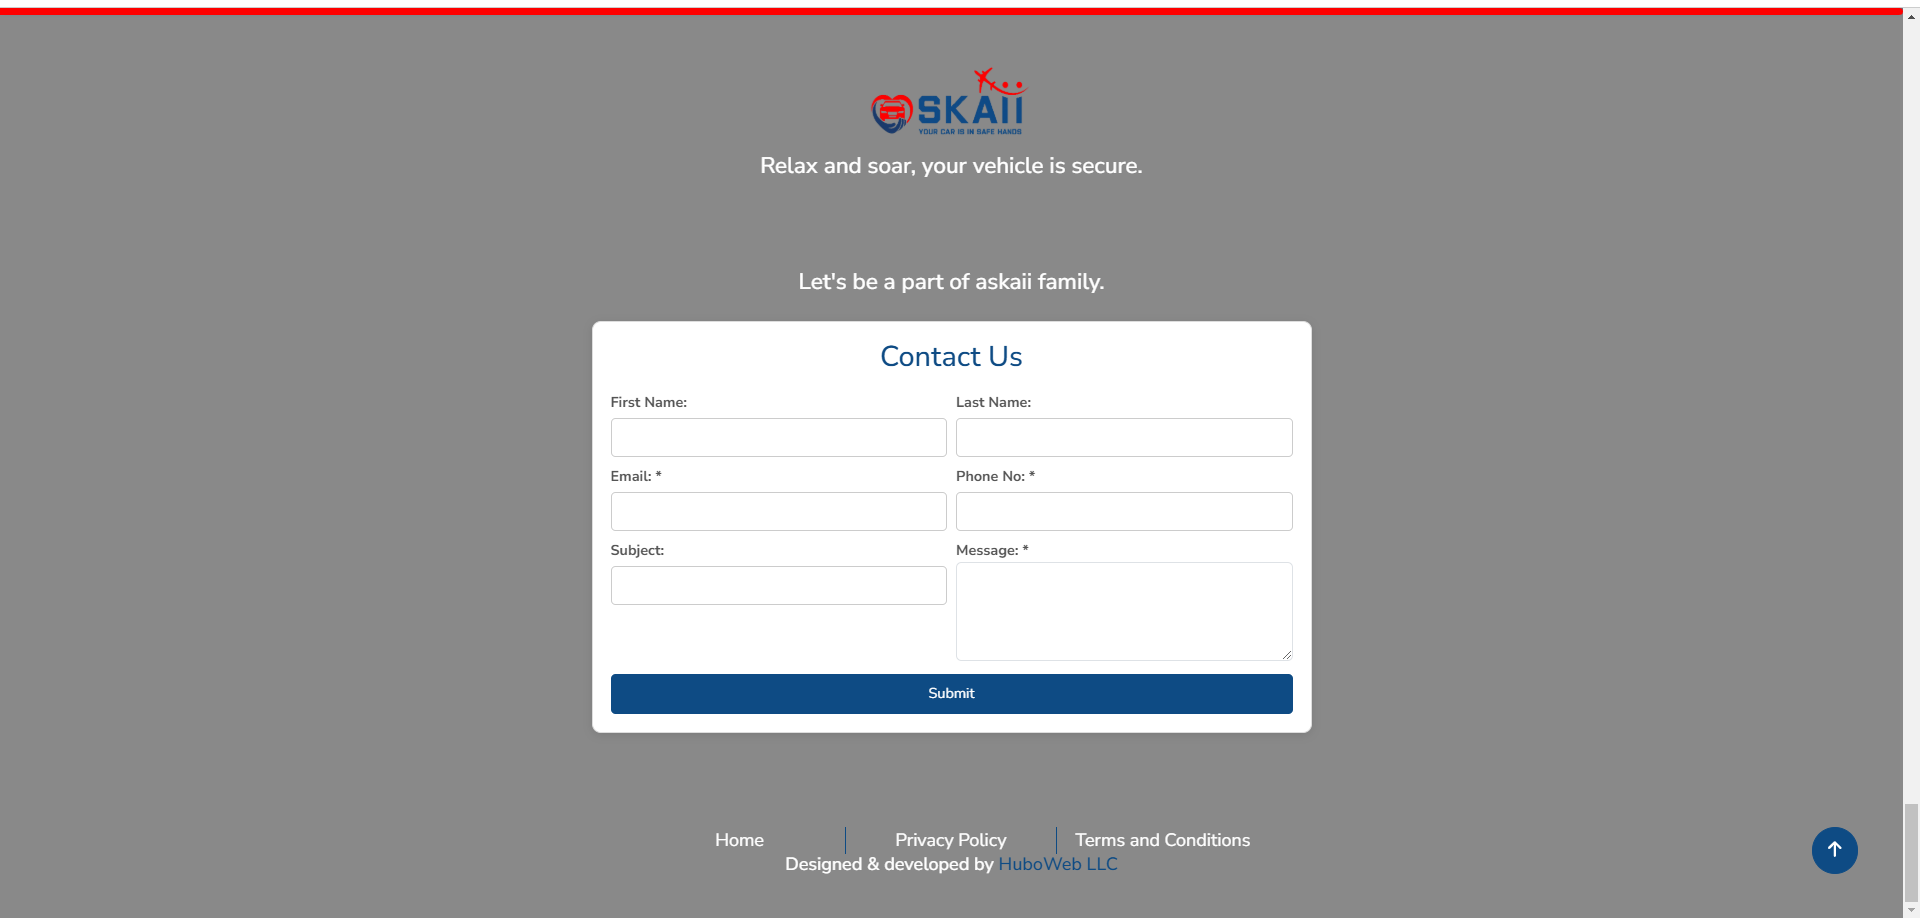 SKAII
YOUR CAR IS IN SAFE HANDS
Relax and soar, your vehicle is secure.
Let's be a part of askaii family.
Contact Us
First Name:
Last Name:
Email: *
Phone No: *
Subject:
Message: *
Submit
Home
Privacy Policy
Terms and Conditions
Designed & developed by HuboWeb LLC